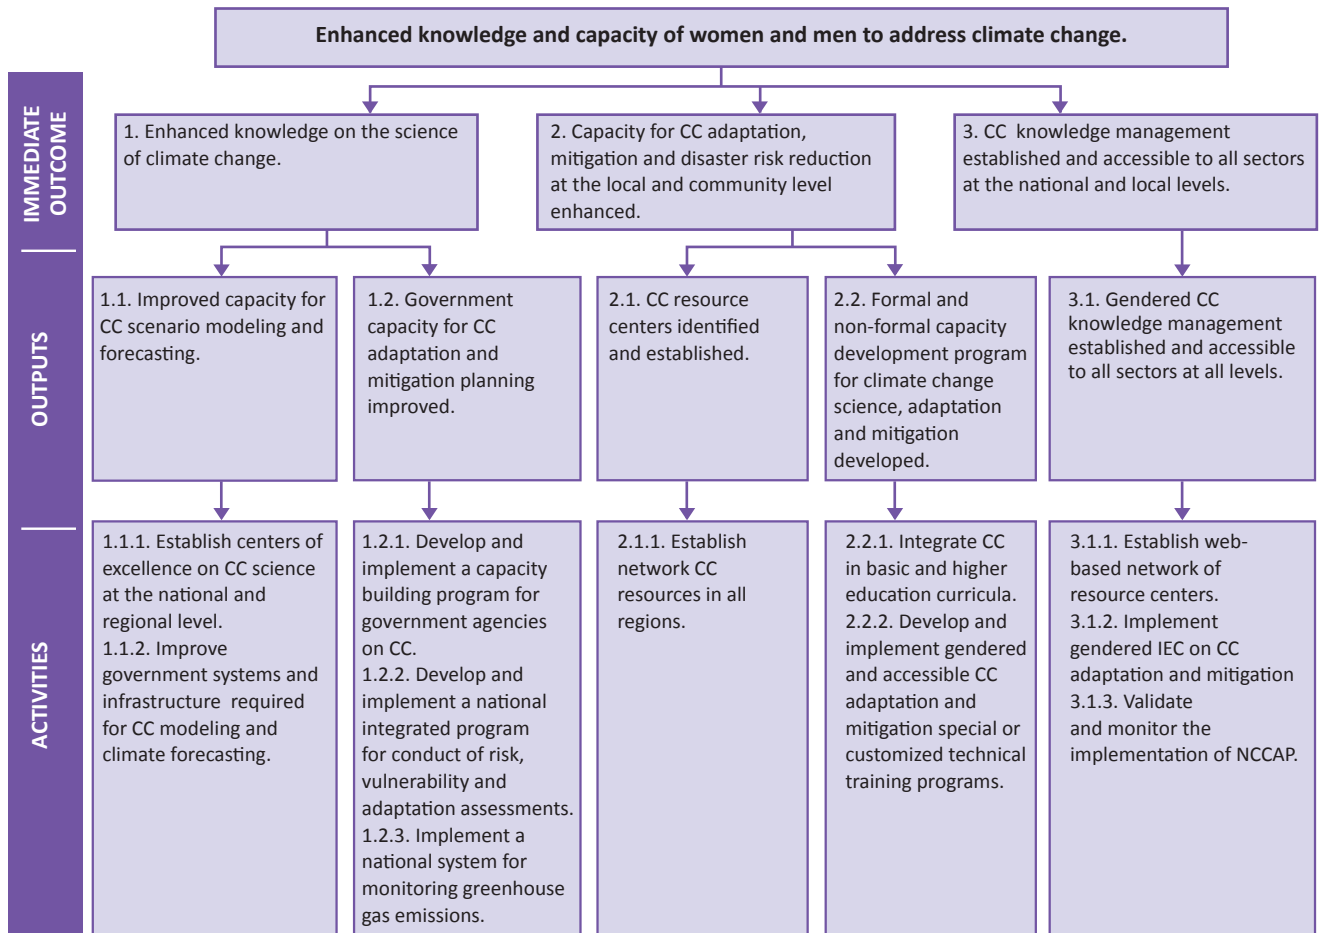 Enhanced knowledge and capacity of women and men to address climate change.
IMMEDIATE
OUTCOME
1. Enhanced knowledge on the science
of climate change.
2. Capacity for CC adaptation,
mitigation and disaster risk reduction
at the local and community level
enhanced.
3. CC knowledge management
established and accessible to all sectors
at the national and local levels.
OUTPUTS
1.1. Improved capacity for
CC scenario modeling and
forecasting.
1.2. Government
capacity for CC
adaptation and
mitigation planning
improved.
2.1. CC resource
centers identified
and established.
2.2. Formal and
non-formal capacity
development program
for climate change
science, adaptation
and mitigation
developed.
3.1. Gendered CC
knowledge management
established and accessible
to all sectors at all levels.
ACTIVITIES
1.1.1. Establish centers of
excellence on CC science
at the national and
regional level.
1.1.2. Improve
government systems and
infrastructure required
for CC modeling and
climate forecasting.
1.2.1. Develop and
implement a capacity
building program for
government agencies
on CC.
1.2.2. Develop and
implement a national
integrated program
for conduct of risk,
vulnerability and
adaptation assessments.
1.2.3. Implement a
national system for
monitoring greenhouse
gas emissions.
2.1.1. Establish
network CC
resources in all
regions.
2.2.1. Integrate CC
in basic and higher
education curricula.
2.2.2. Develop and
implement gendered
and accessible CC
adaptation and
mitigation special or
customized technical
training programs.
3.1.1. Establish web-
based network of
resource centers.
3.1.2. Implement
gendered IEC on CC
adaptation and mitigation
3.1.3. Validate
and monitor the
implementation of NCCAP.